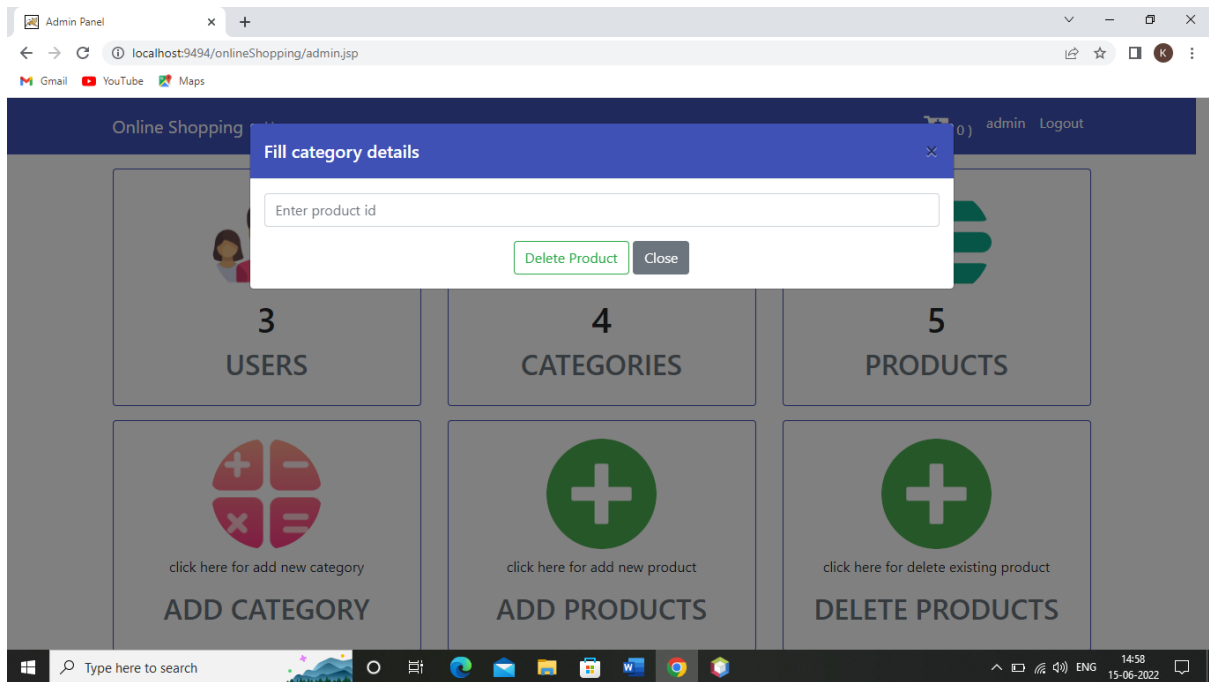 Admin Panel
localhost:9494/onlineShopping/admin.jsp
Gmail YouTube Maps
Online Shopping
0 ) admin Logout
Fill category details
×
Enter product id
Delete Product Close
3 4 5
USERS CATEGORIES PRODUCTS
click here for add new category click here for add new product click here for delete existing product
ADD CATEGORY ADD PRODUCTS DELETE PRODUCTS
Type here to search
ENG
14:58
15-06-2022